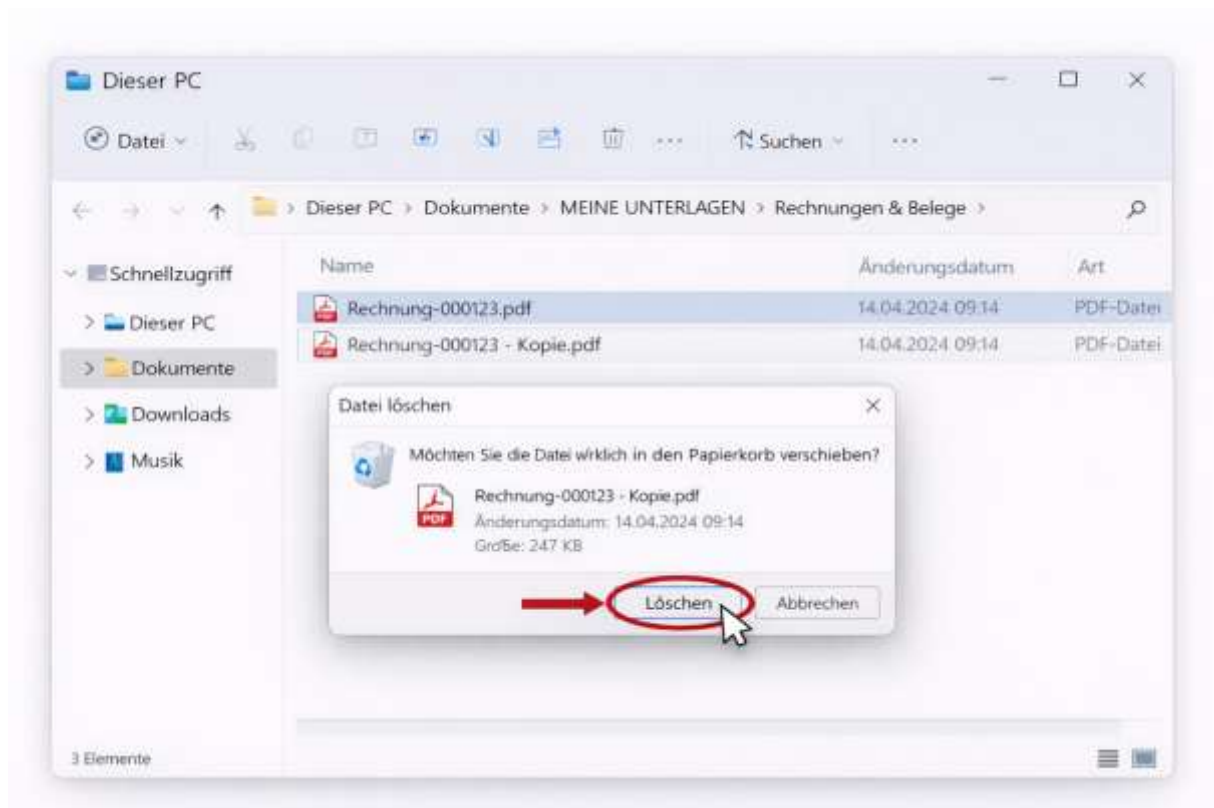 Dieser PC
Datei Suchen
Dieser PC > Dokumente > MEINE UNTERLAGEN > Rechnungen & Belege >
Schnellzugriff
Dieser PC
Dokumente
Downloads
Musik
Name Änderungsdatum Art
Rechnung-000123.pdf 14.04.2024 09:14 PDF-Datei
Rechnung-000123 - Kopie.pdf 14.04.2024 09:14 PDF-Datei
Datei löschen
Möchten Sie die Datei wirklich in den Papierkorb verschieben?
PDF
Rechnung-000123 - Kopie.pdf
Änderungsdatum: 14.04.2024 09:14
Größe: 247 KB
Löschen Abbrechen
3 Elemente